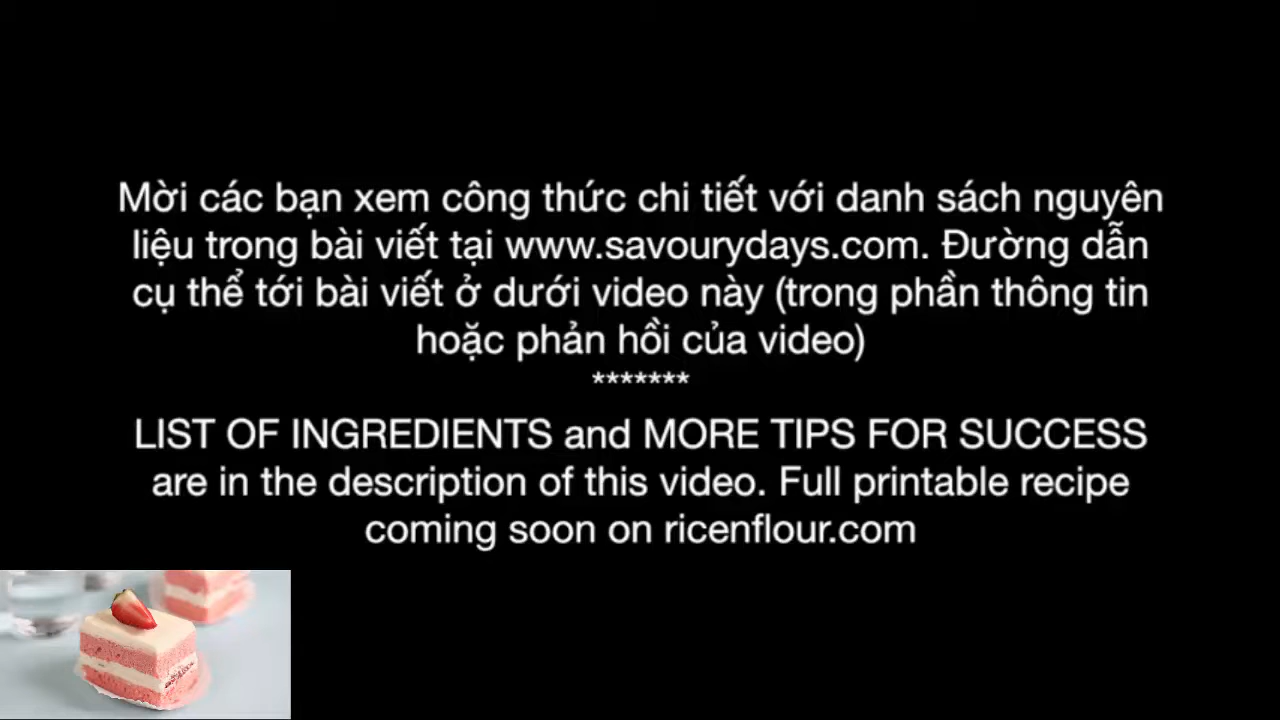 Mời các bạn xem công thức chi tiết với danh sách nguyên
liệu trong bài viết tại www.savourydays.com. Đường dẫn
cụ thể tới bài viết ở dưới video này (trong phần thông tin
hoặc phản hồi của video)
*******
LIST OF INGREDIENTS and MORE TIPS FOR SUCCESS
are in the description of this video. Full printable recipe
coming soon on ricenflour.com